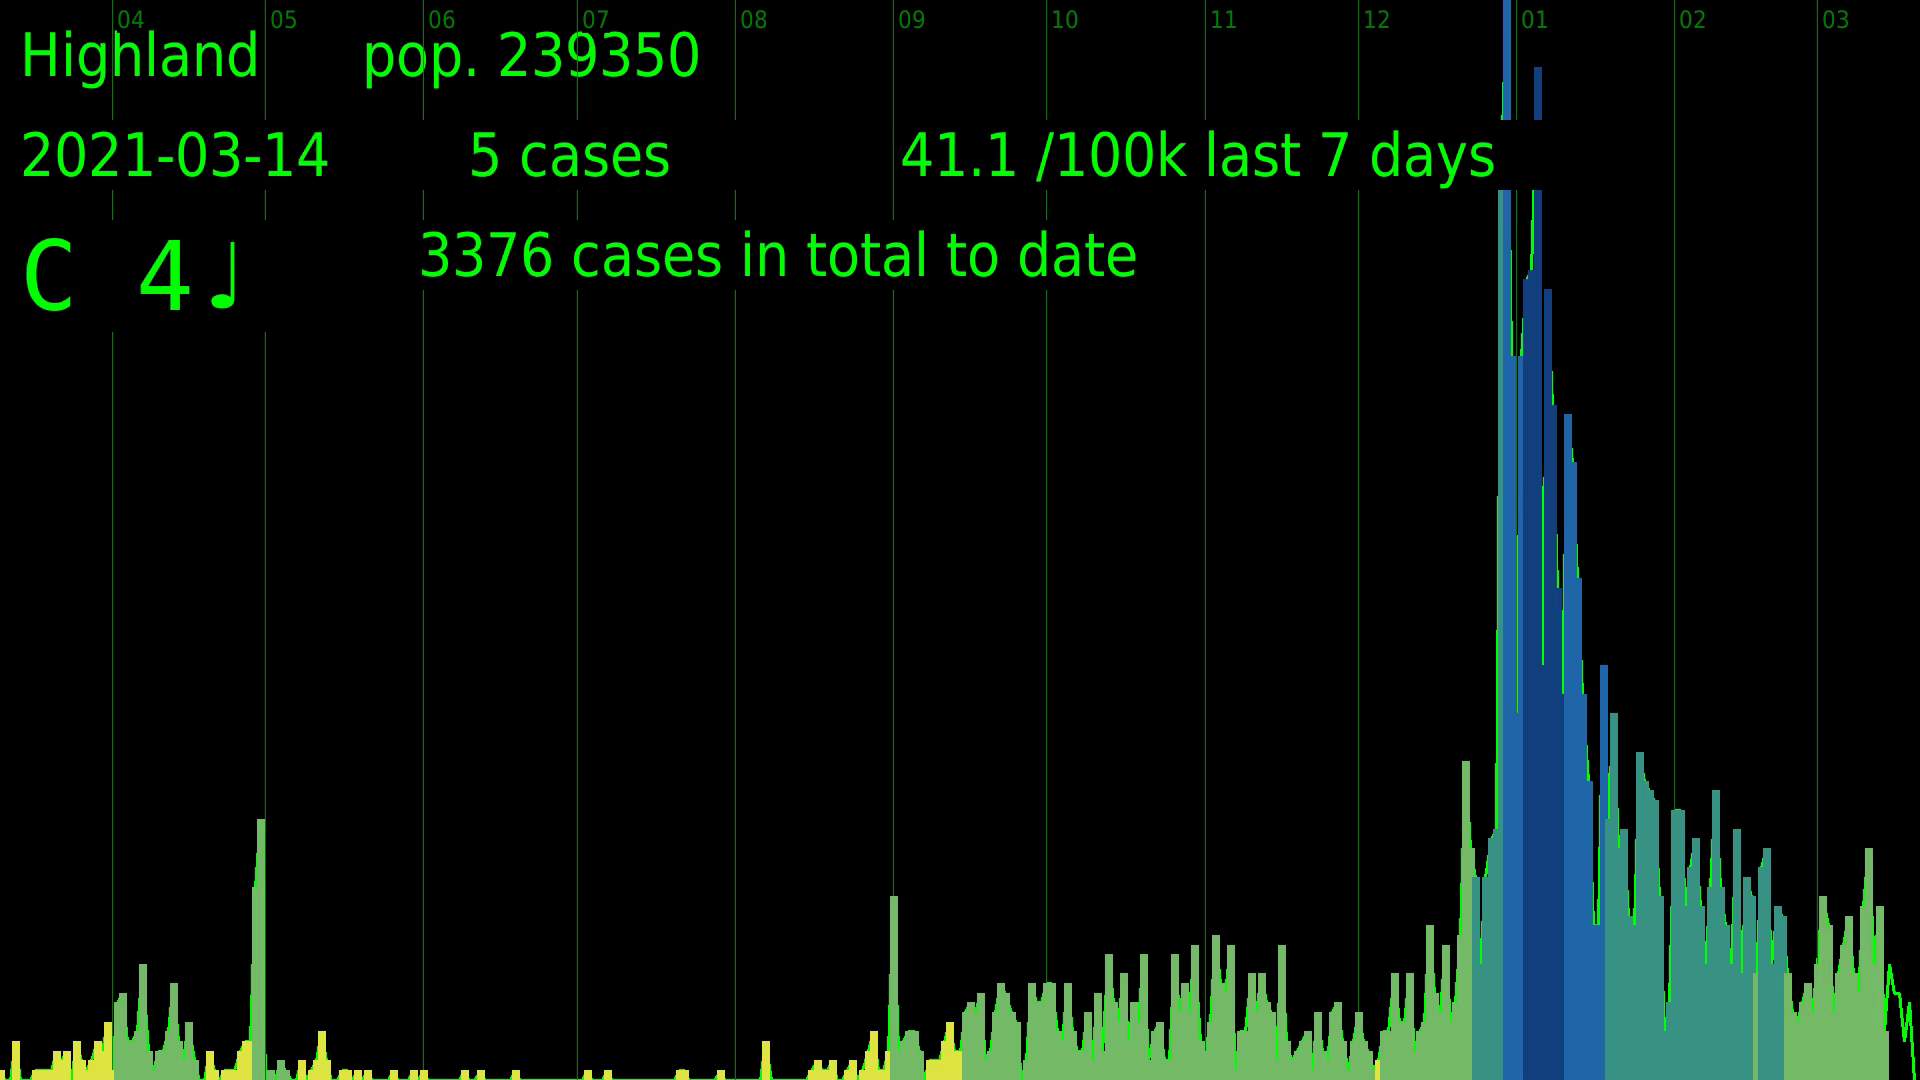 04 05 06 07 08 09 10 11 12 01 02 03
Highland pop. 239350
2021-03-14 5 cases 41.1 /100k last 7 days
C 4♩ 3376 cases in total to date